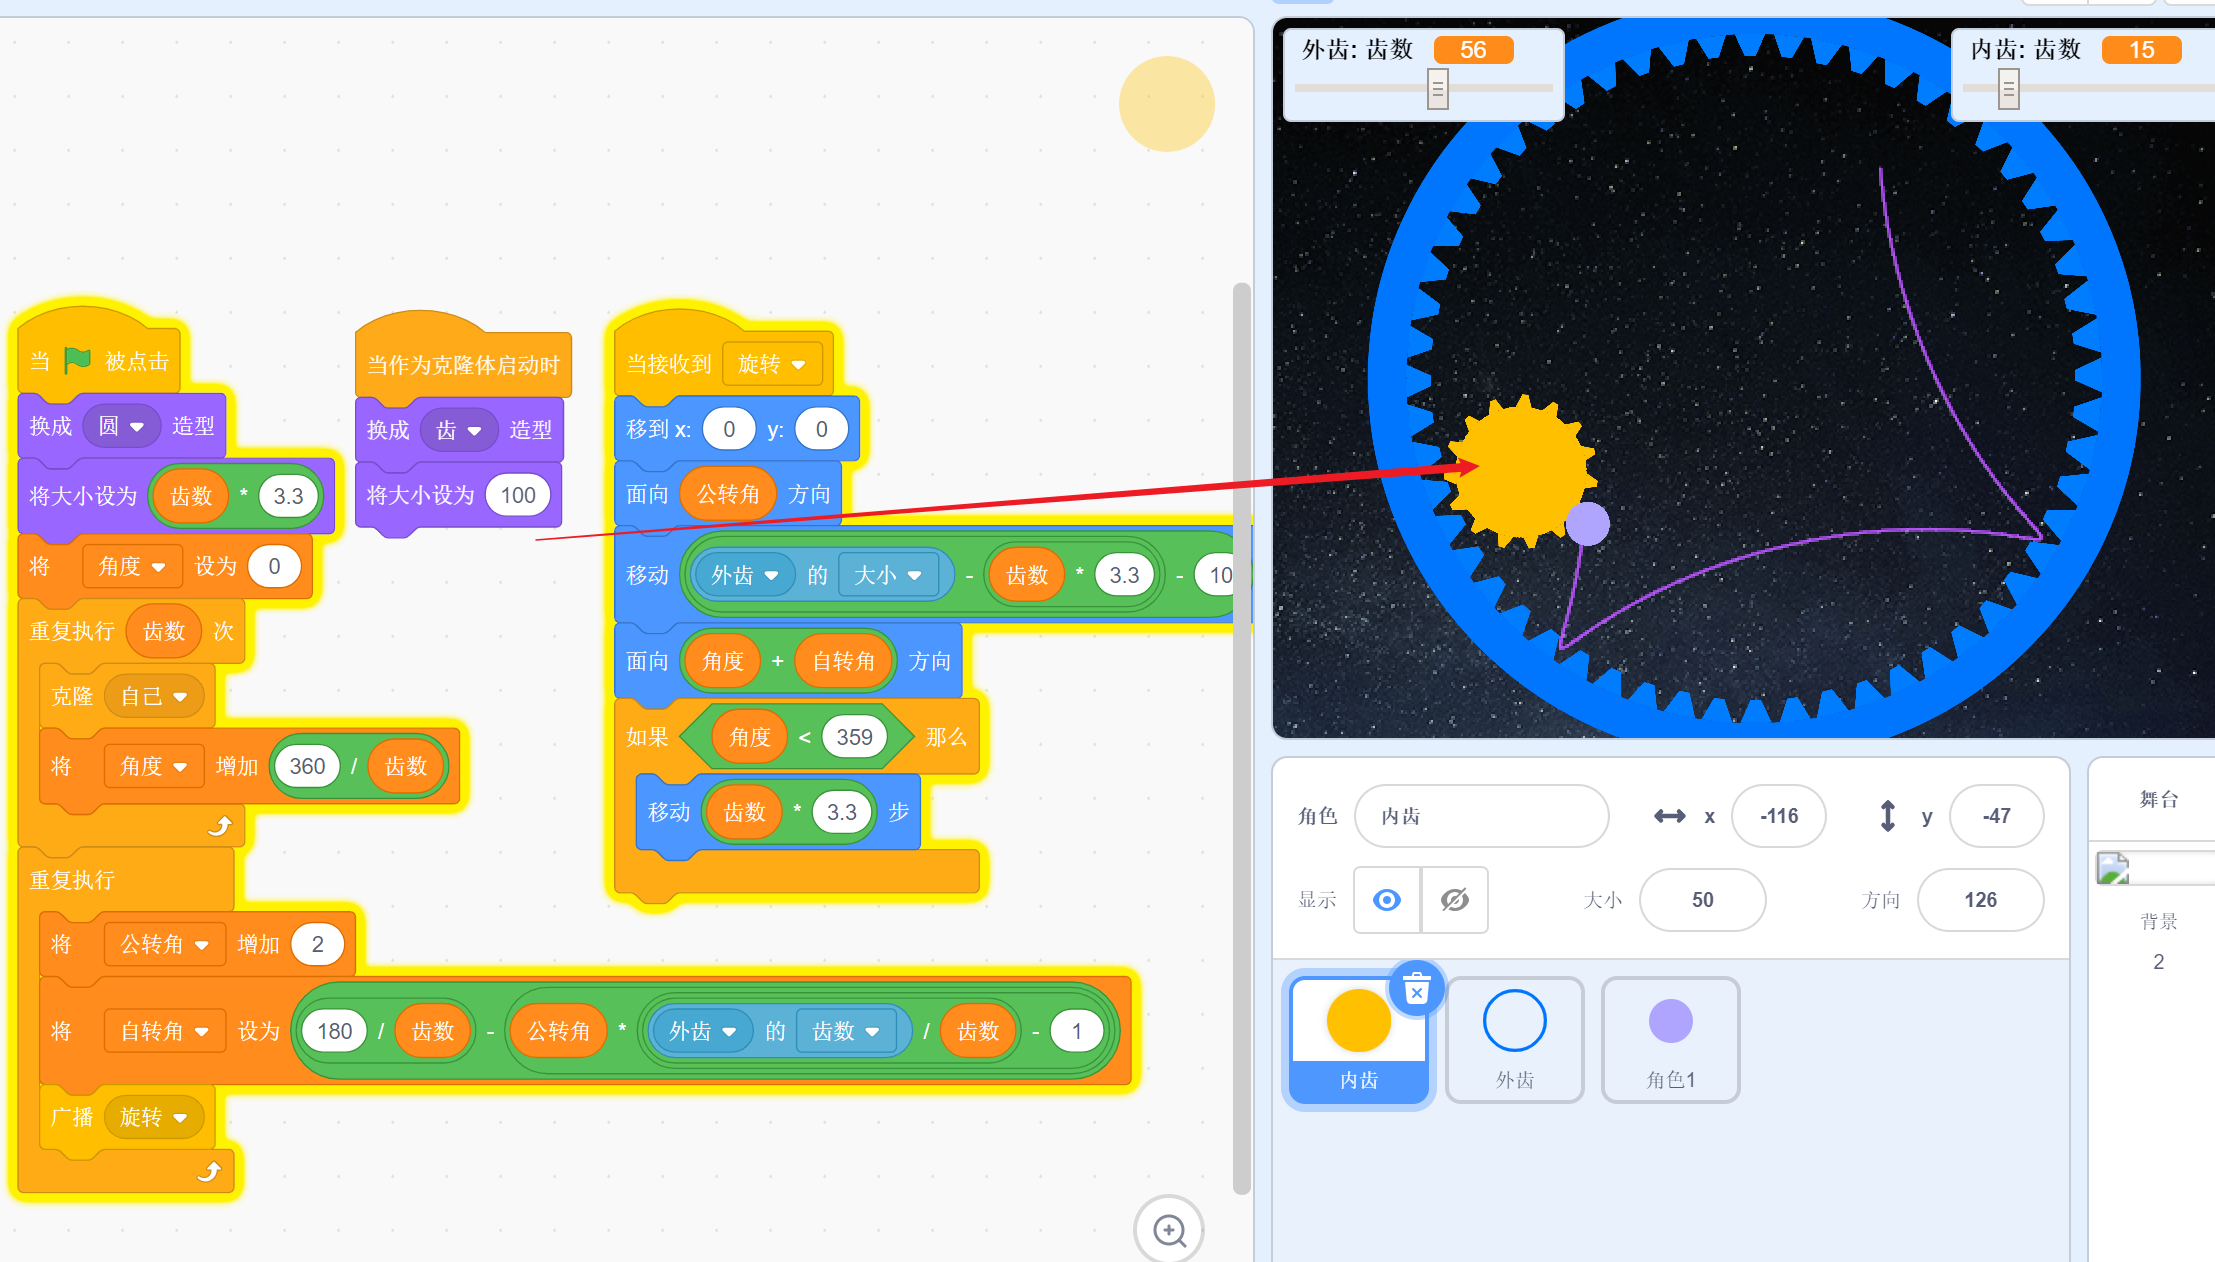 当 被点击
换成 圆 造型
将大小设为 齿数 * 3.3
将 角度 设为 0
重复执行 齿数 次
克隆 自己
将 角度 增加 360 / 齿数
重复执行
将 公转角 增加 2
将 自转角 设为 180 / 齿数 - 公转角 * 外齿 的 齿数 / 齿数 - 1
广播 旋转
当作为克隆体启动时
换成 齿 造型
将大小设为 100
当接收到 旋转
移到 x: 0 y: 0
面向 公转角 方向
移动 外齿 的 大小 - 齿数 * 3.3 - 10
面向 角度 + 自转角 方向
如果 角度 < 359 那么
移动 齿数 * 3.3 步
外齿: 齿数 56
内齿: 齿数 15
角色 内齿 x -116 y -47
显示 大小 50 方向 126
内齿
外齿
角色1
舞台
背景
2